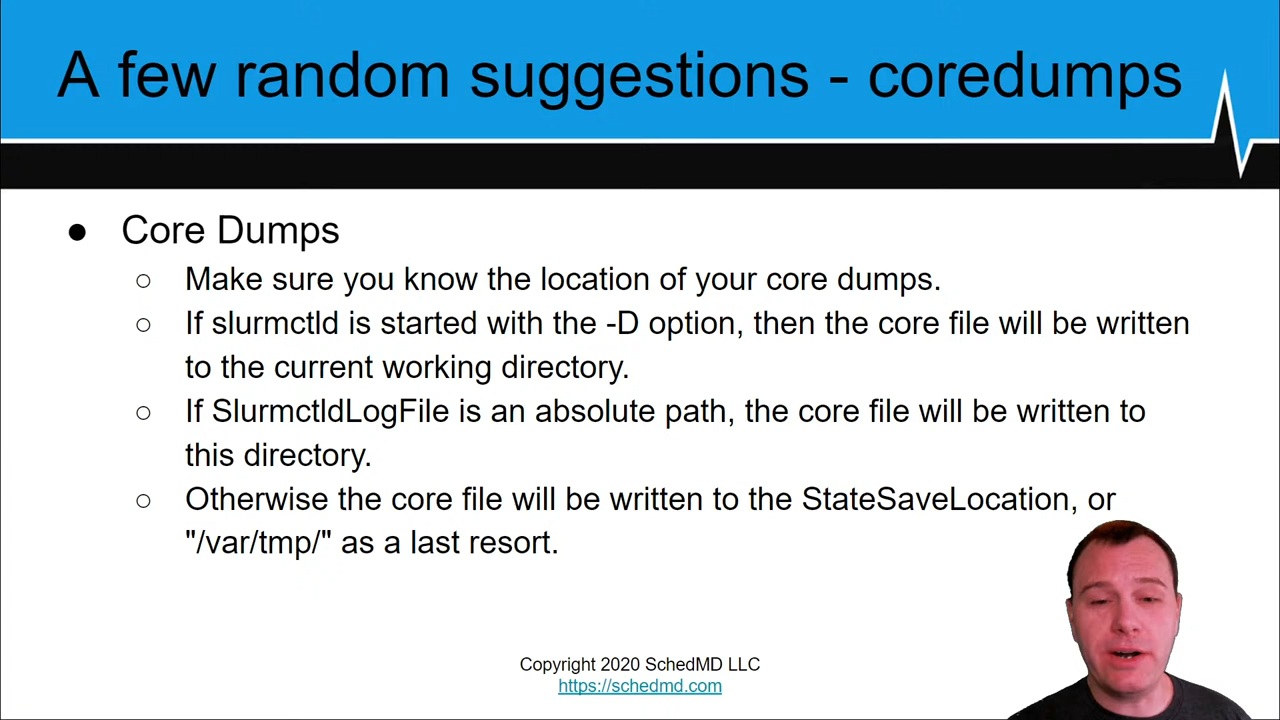 A few random suggestions - coredumps
● Core Dumps
○ Make sure you know the location of your core dumps.
○ If slurmctld is started with the -D option, then the core file will be written
to the current working directory.
○ If SlurmctldLogFile is an absolute path, the core file will be written to
this directory.
○ Otherwise the core file will be written to the StateSaveLocation, or
"/var/tmp/" as a last resort.
Copyright 2020 SchedMD LLC
https://schedmd.com